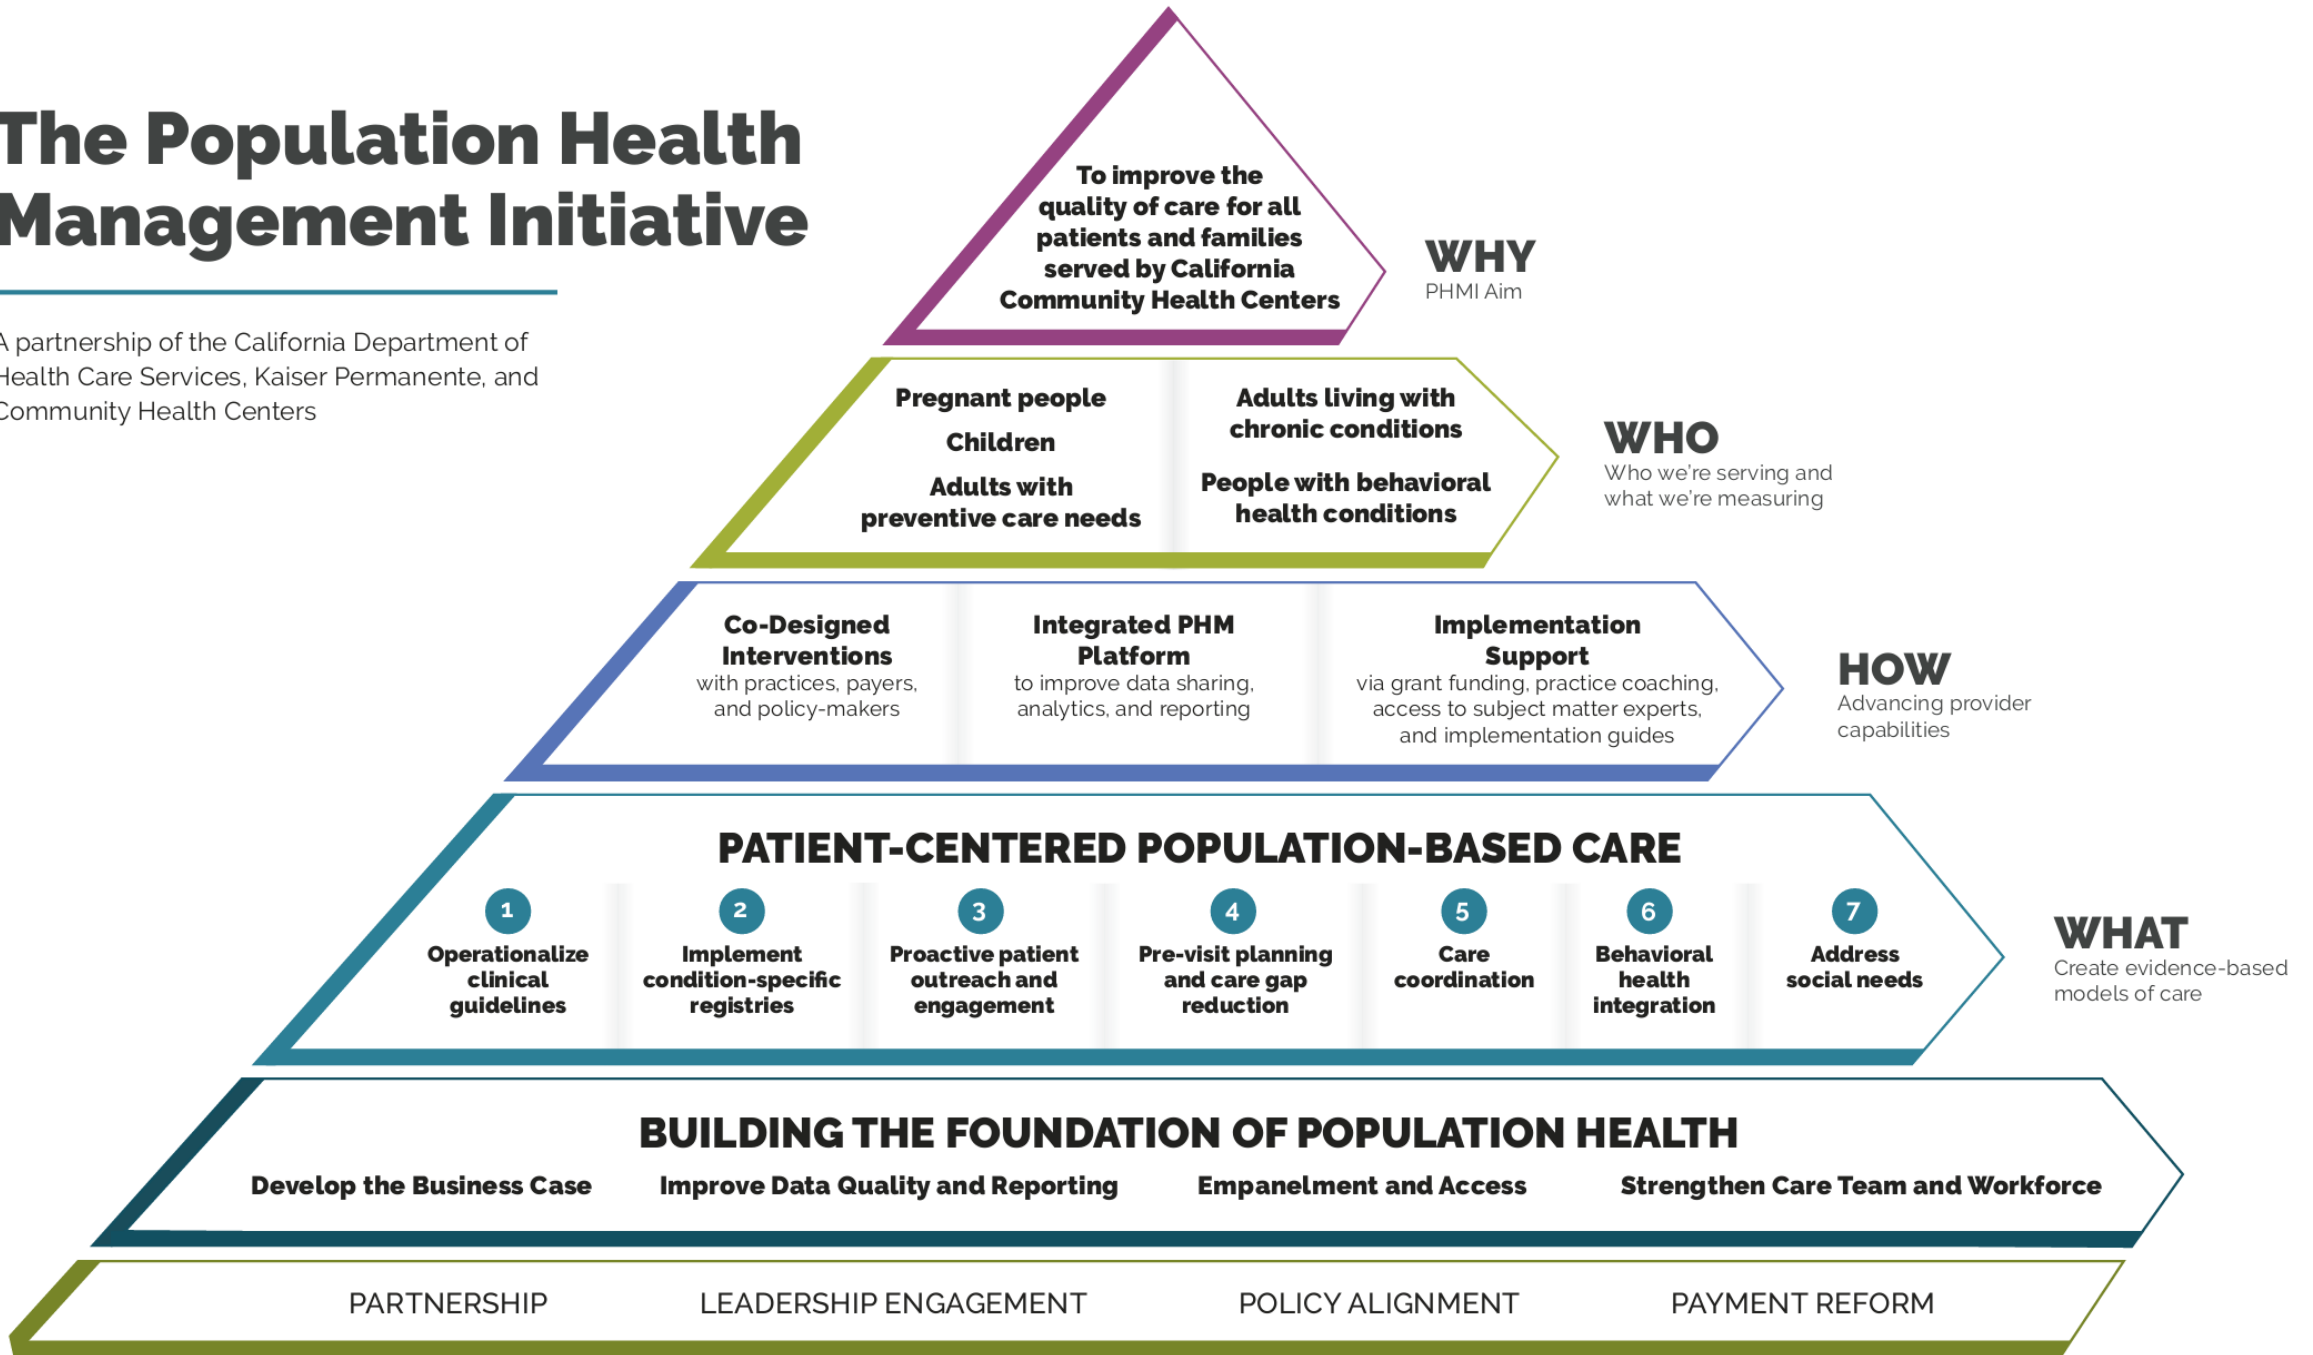 The Population Health
Management Initiative
A partnership of the California Department of
Health Care Services, Kaiser Permanente, and
Community Health Centers
To improve the
quality of care for all
patients and families
served by California
Community Health Centers
WHY
PHMI Aim
Pregnant people
Children
Adults with
preventive care needs
Adults living with
chronic conditions
People with behavioral
health conditions
WHO
Who we're serving and
what we're measuring
Co-Designed
Interventions
with practices, payers,
and policy-makers
Integrated PHM
Platform
to improve data sharing,
analytics, and reporting
Implementation
Support
via grant funding, practice coaching,
access to subject matter experts,
and implementation guides
HOW
Advancing provider
capabilities
PATIENT-CENTERED POPULATION-BASED CARE
1
Operationalize
clinical
guidelines
2
Implement
condition-specific
registries
3
Proactive patient
outreach and
engagement
4
Pre-visit planning
and care gap
reduction
5
Care
coordination
6
Behavioral
health
integration
7
Address
social needs
WHAT
Create evidence-based
models of care
BUILDING THE FOUNDATION OF POPULATION HEALTH
Develop the Business Case
Improve Data Quality and Reporting
Empanelment and Access
Strengthen Care Team and Workforce
PARTNERSHIP
LEADERSHIP ENGAGEMENT
POLICY ALIGNMENT
PAYMENT REFORM